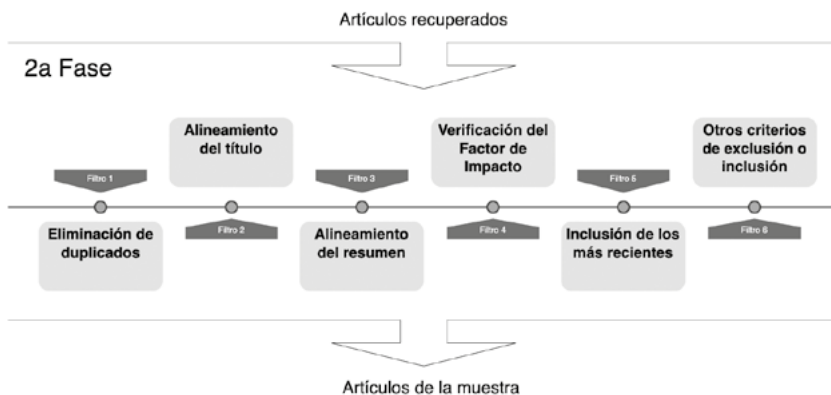 Artículos recuperados
2a Fase
Filtro 1
Eliminación de
duplicados
Alineamiento
del título
Filtro 2
Filtro 3
Alineamiento
del resumen
Verificación del
Factor de
Impacto
Filtro 4
Filtro 5
Inclusión de los
más recientes
Otros criterios
de exclusión o
inclusión
Filtro 6
Artículos de la muestra